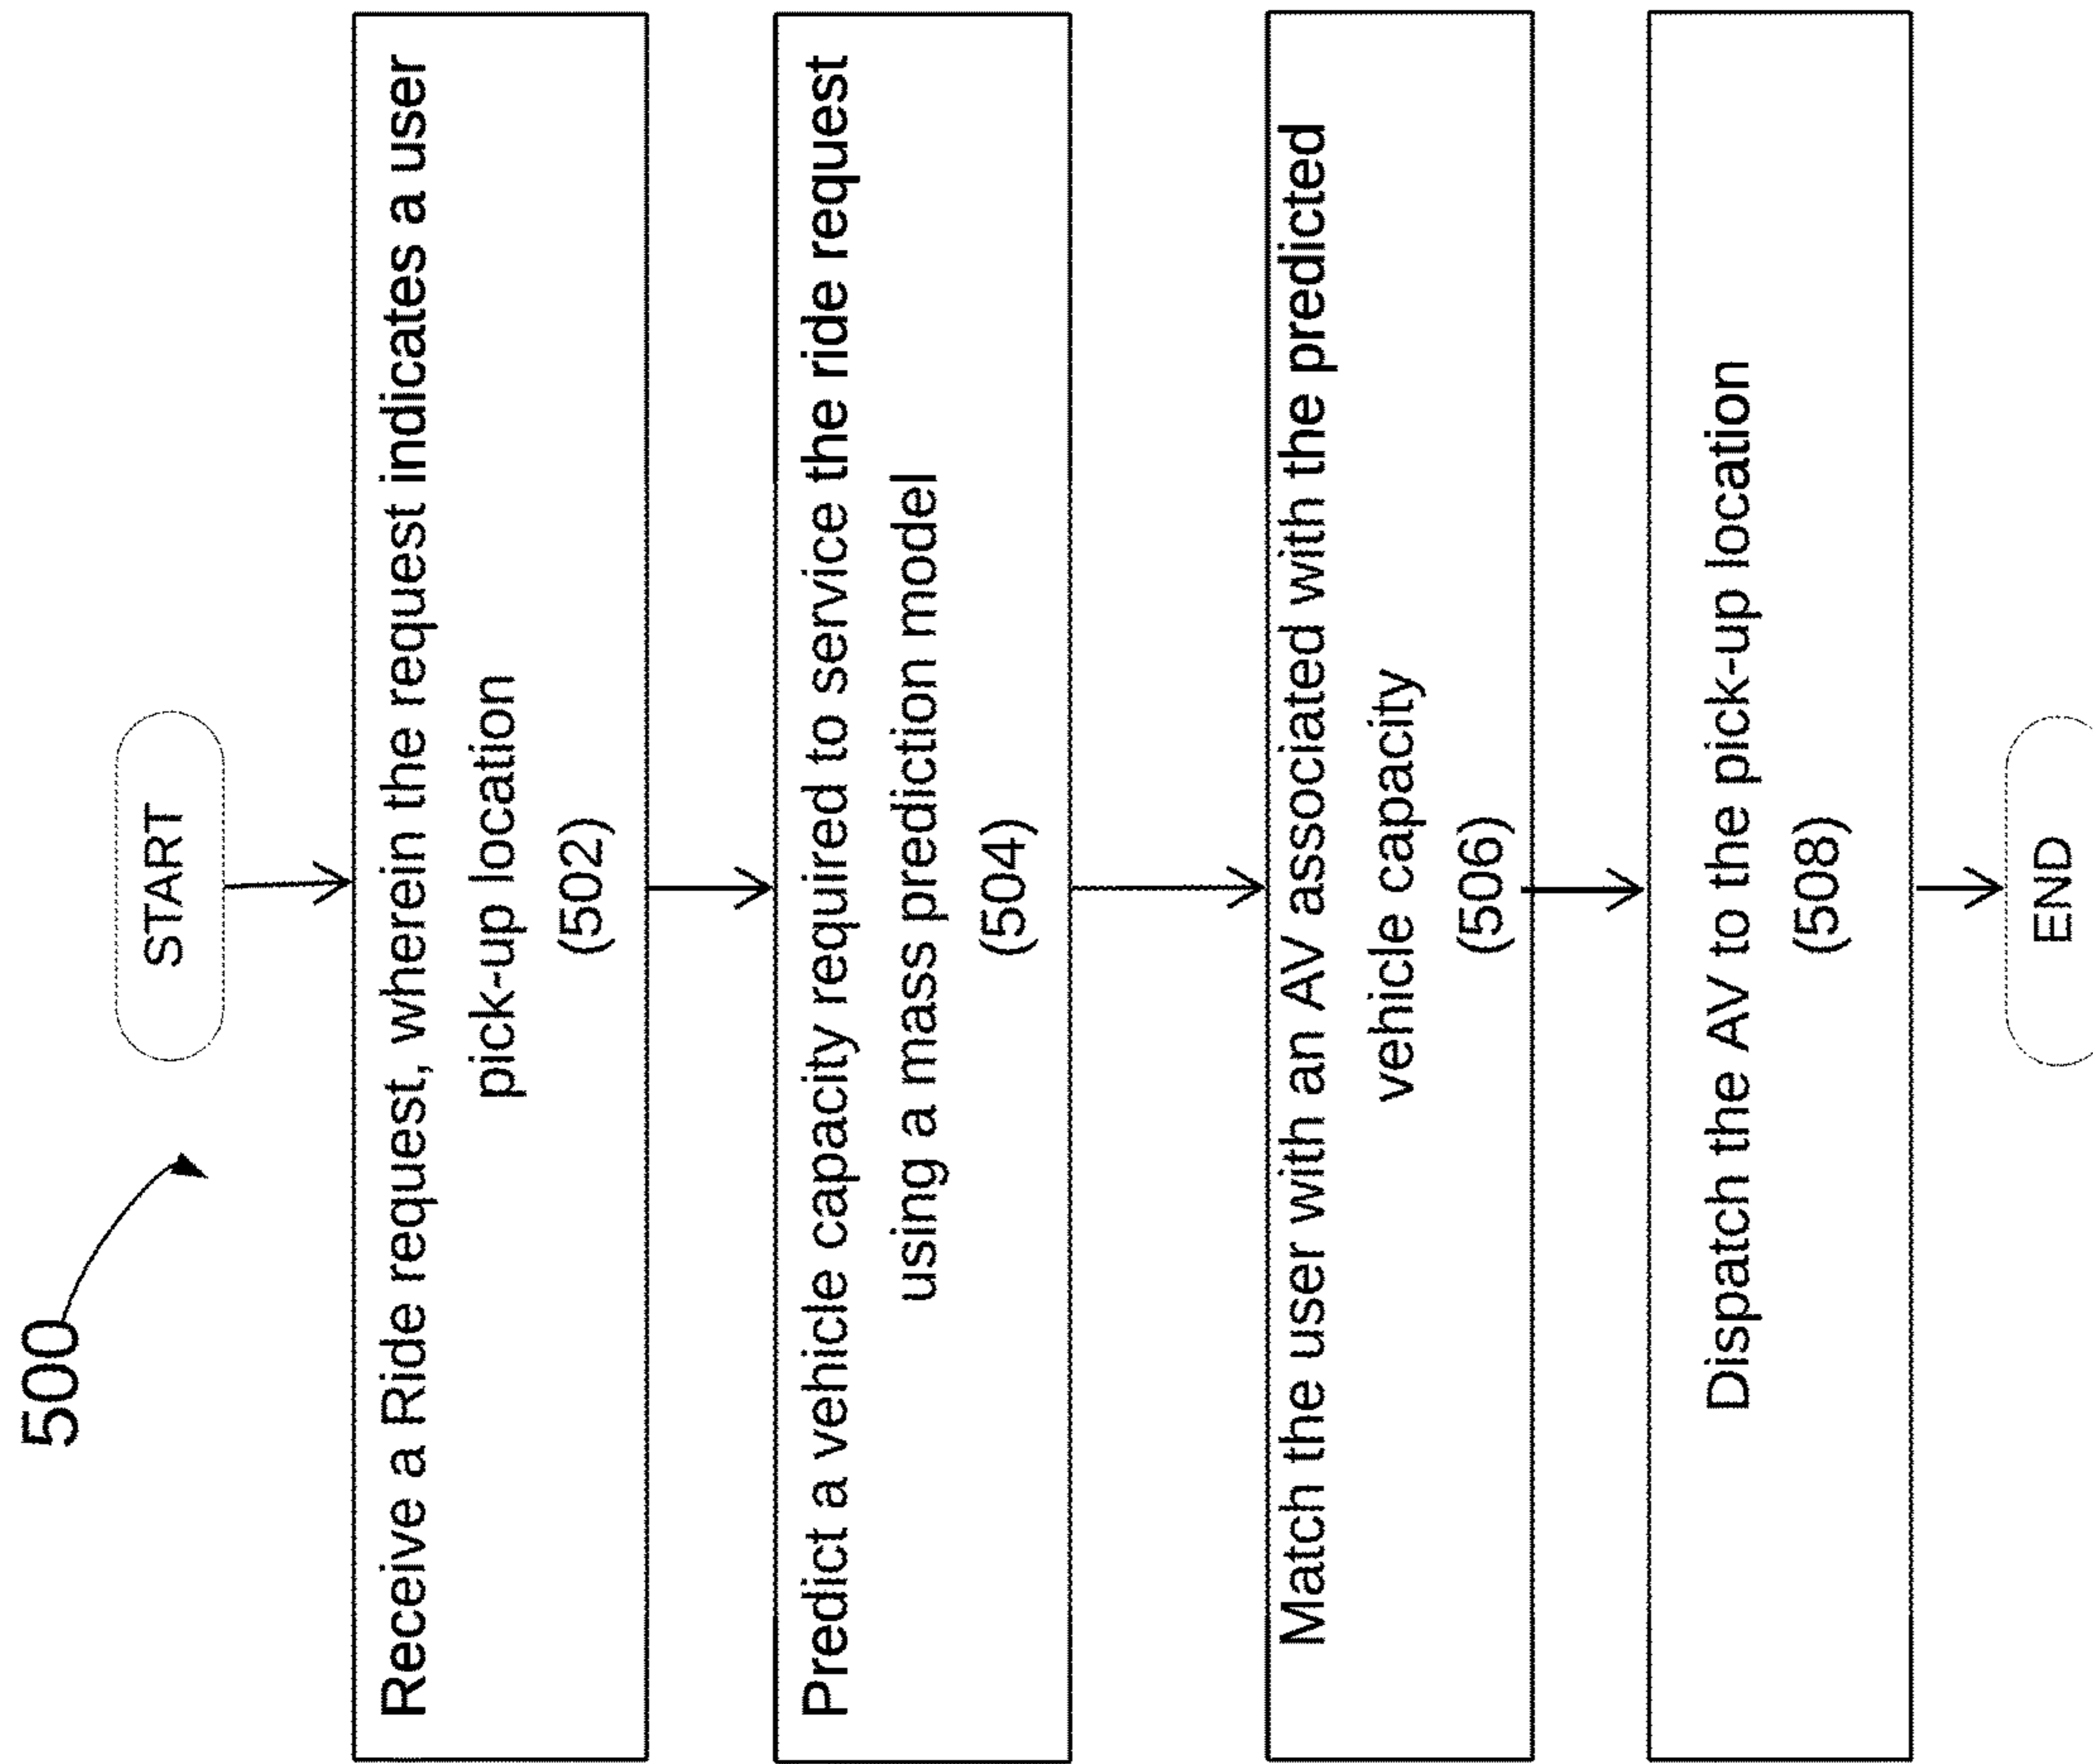 500
START
Receive a Ride request, wherein the request indicates a user
pick-up location
(502)
Predict a vehicle capacity required to service the ride request
using a mass prediction model
(504)
Match the user with an AV associated with the predicted
vehicle capacity
(506)
Dispatch the AV to the pick-up location
(508)
END